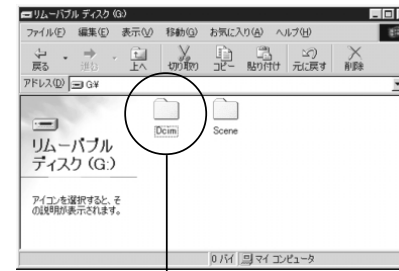 リムーバブル ディスク (G:)
ファイル(F) 編集(E) 表示(V) 移動(G) お気に入り(A) ヘルプ(H)
戻る 進む 上へ 切り取り コピー 貼り付け 元に戻す 削除
アドレス(D) G:¥
リムーバブル
ディスク (G:)
Dcim Scene
アイコンを選択すると、そ
の説明が表示されます。
0 バイ マイ コンピュータ